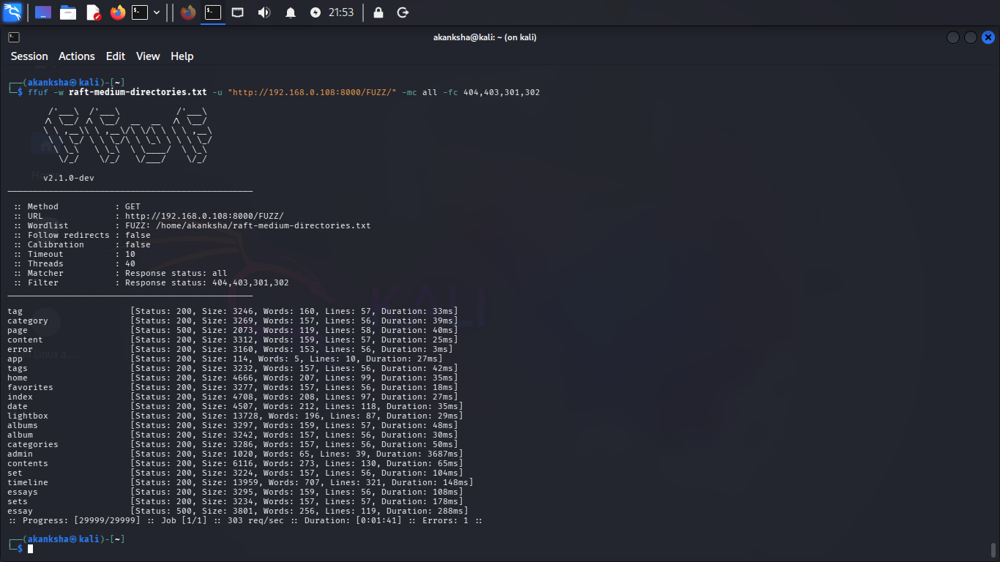 21:53
akanksha@kali: ~ (on kali)
Session Actions Edit View Help
┌──(akanksha㉿kali)-[~]
└─$ ffuf -w raft-medium-directories.txt -u "http://192.168.0.108:8000/FUZZ/" -mc all -fc 404,403,301,302
v2.1.0-dev
:: Method : GET
:: URL : http://192.168.0.108:8000/FUZZ/
:: Wordlist : FUZZ: /home/akanksha/raft-medium-directories.txt
:: Follow redirects : false
:: Calibration : false
:: Timeout : 10
:: Threads : 40
:: Matcher : Response status: all
:: Filter : Response status: 404,403,301,302
tag [Status: 200, Size: 3246, Words: 160, Lines: 57, Duration: 33ms]
category [Status: 200, Size: 3269, Words: 157, Lines: 56, Duration: 39ms]
page [Status: 500, Size: 2073, Words: 119, Lines: 58, Duration: 40ms]
content [Status: 200, Size: 3312, Words: 159, Lines: 57, Duration: 25ms]
error [Status: 200, Size: 3160, Words: 153, Lines: 56, Duration: 3ms]
app [Status: 200, Size: 114, Words: 5, Lines: 10, Duration: 27ms]
tags [Status: 200, Size: 3232, Words: 157, Lines: 56, Duration: 42ms]
home [Status: 200, Size: 4666, Words: 207, Lines: 99, Duration: 35ms]
favorites [Status: 200, Size: 3277, Words: 157, Lines: 56, Duration: 18ms]
index [Status: 200, Size: 4708, Words: 208, Lines: 97, Duration: 27ms]
date [Status: 200, Size: 4507, Words: 212, Lines: 118, Duration: 35ms]
lightbox [Status: 200, Size: 13728, Words: 196, Lines: 87, Duration: 29ms]
albums [Status: 200, Size: 3297, Words: 159, Lines: 57, Duration: 48ms]
album [Status: 200, Size: 3242, Words: 157, Lines: 56, Duration: 30ms]
categories [Status: 200, Size: 3286, Words: 157, Lines: 56, Duration: 50ms]
admin [Status: 200, Size: 1020, Words: 65, Lines: 39, Duration: 3687ms]
contents [Status: 200, Size: 6116, Words: 273, Lines: 130, Duration: 65ms]
set [Status: 200, Size: 3224, Words: 157, Lines: 56, Duration: 104ms]
timeline [Status: 200, Size: 13959, Words: 707, Lines: 321, Duration: 148ms]
essays [Status: 200, Size: 3295, Words: 159, Lines: 56, Duration: 108ms]
sets [Status: 200, Size: 3234, Words: 157, Lines: 57, Duration: 178ms]
essay [Status: 500, Size: 3801, Words: 256, Lines: 119, Duration: 288ms]
:: Progress: [29999/29999] :: Job [1/1] :: 303 req/sec :: Duration: [0:01:41] :: Errors: 1 ::
┌──(akanksha㉿kali)-[~]
└─$
KALI